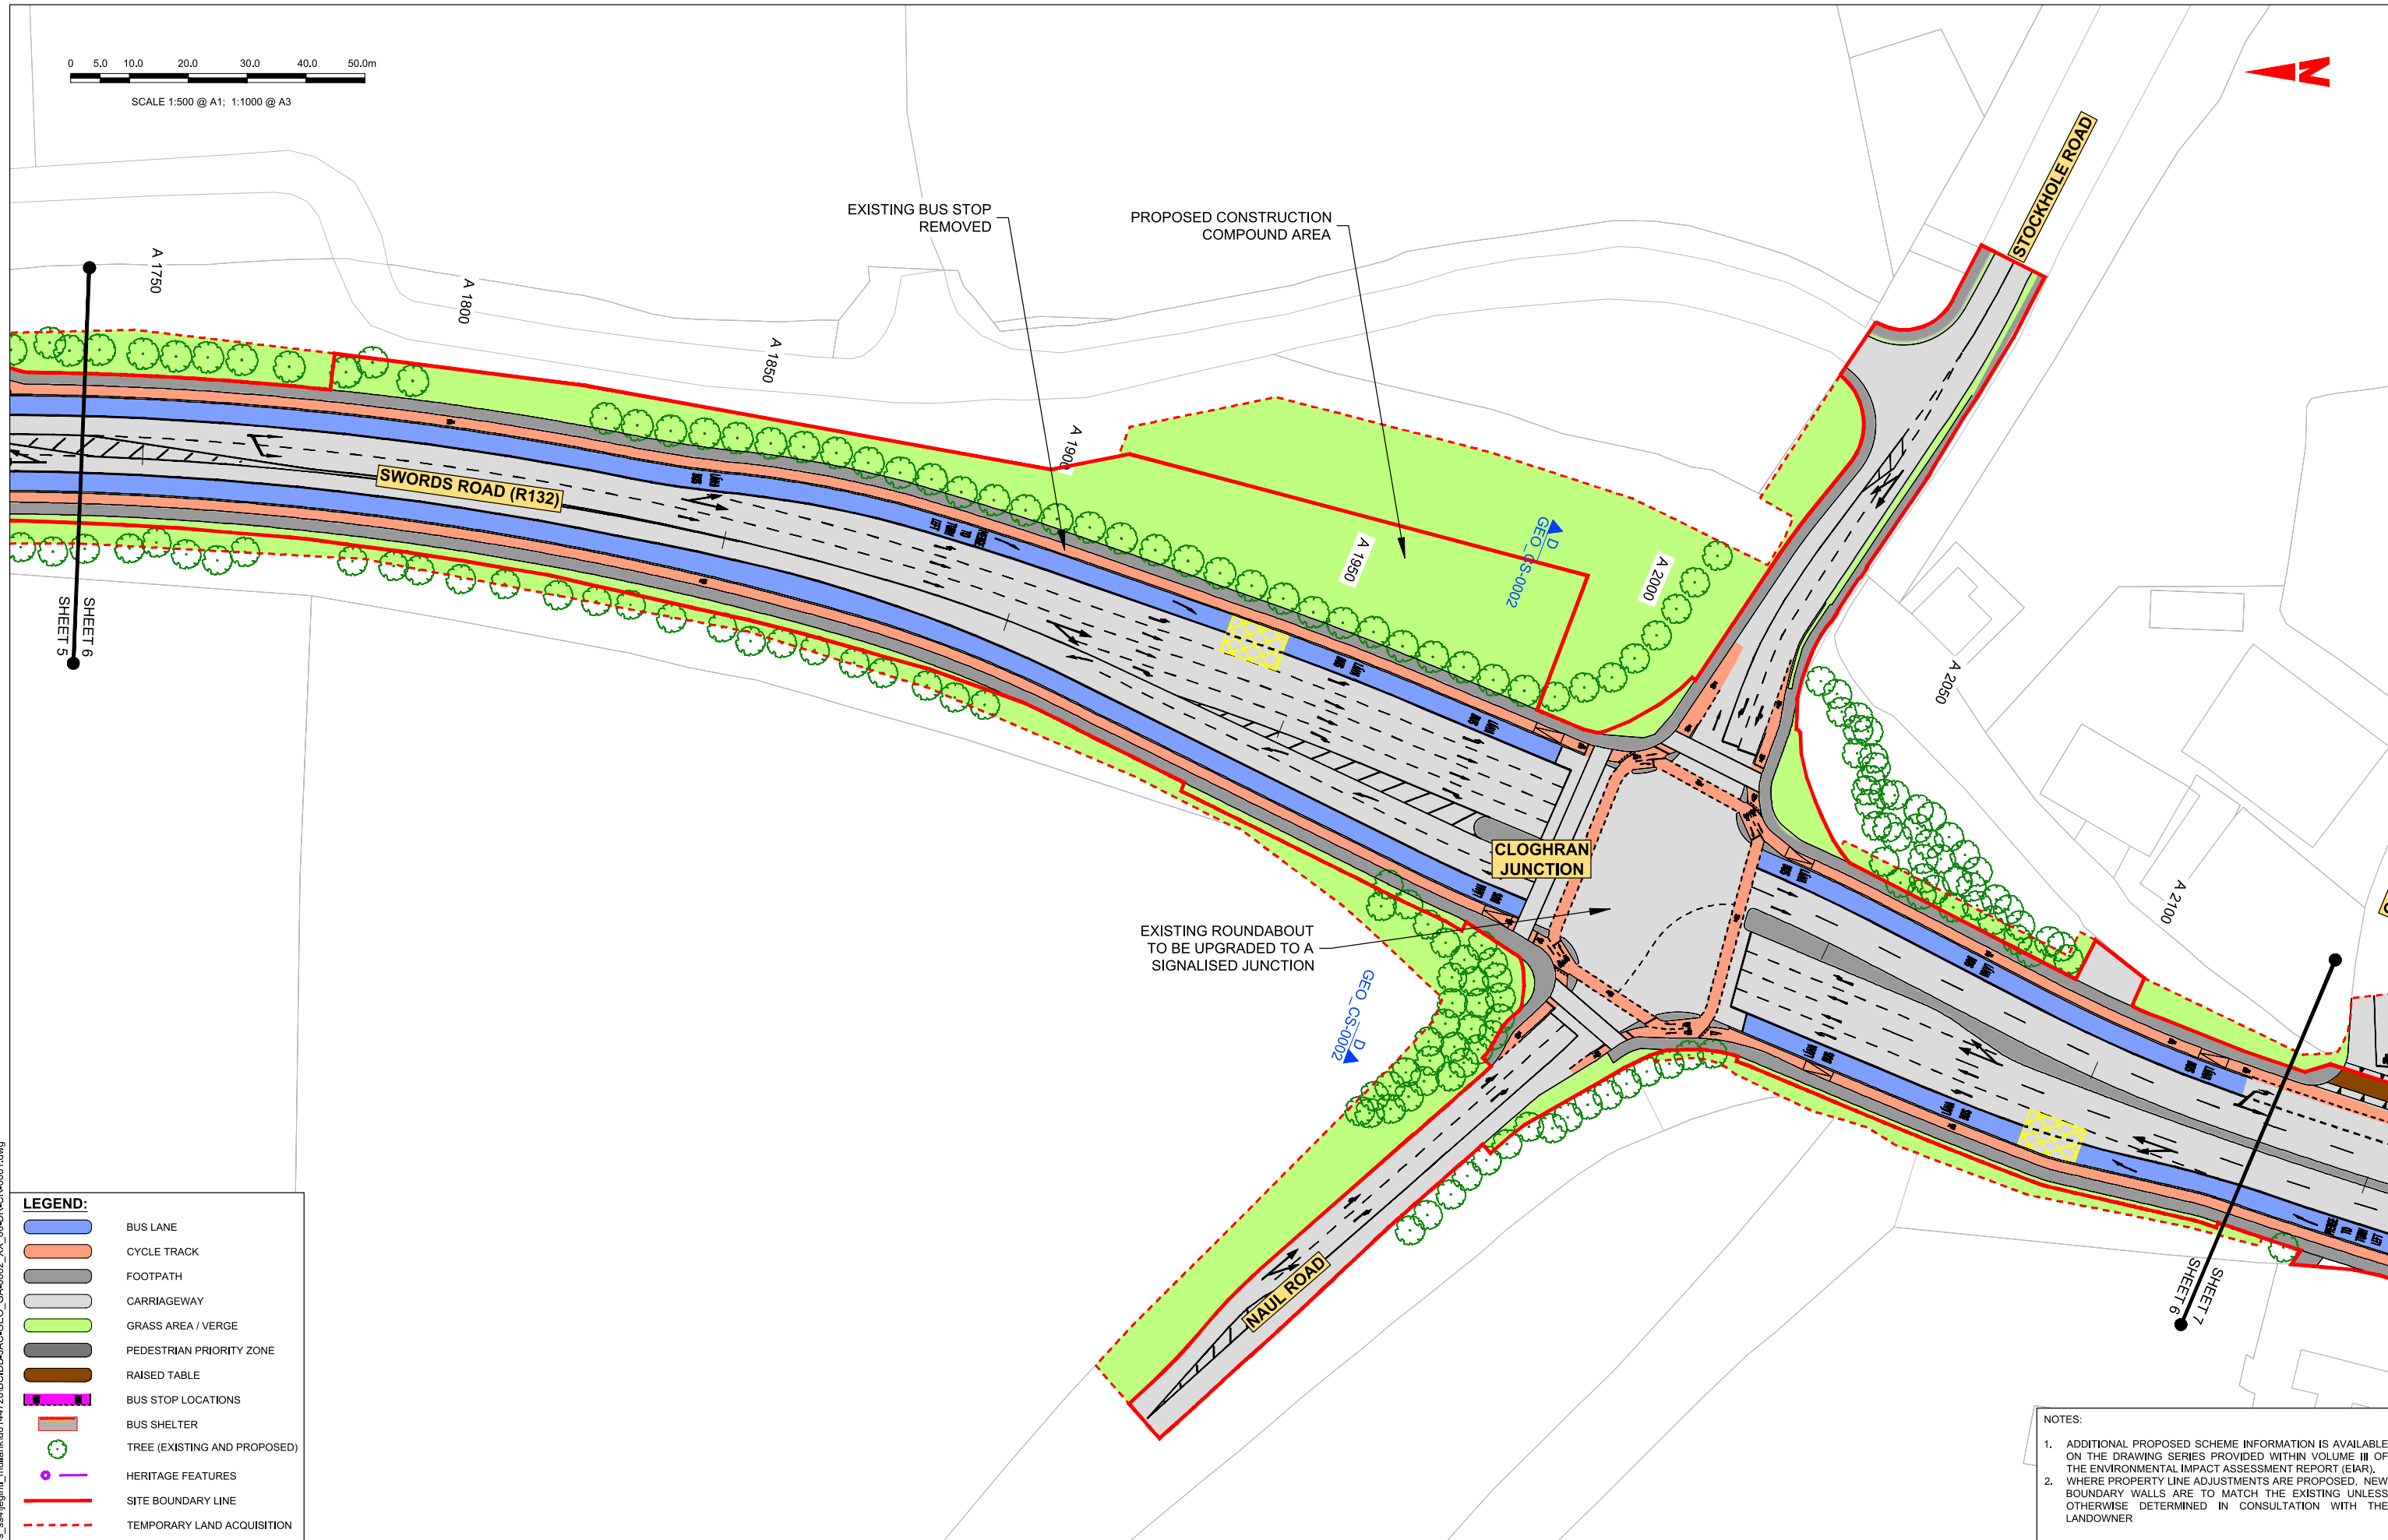 0 5.0 10.0 20.0 30.0 40.0 50.0m
SCALE 1:500 @ A1; 1:1000 @ A3
N
STOCKHOLE ROAD
EXISTING BUS STOP
REMOVED
PROPOSED CONSTRUCTION
COMPOUND AREA
A 1750
A 1800
A 1850
A 1900
A 1950
A 2000
A 2050
A 2100
SWORDS ROAD (R132)
BUS
LANE
LEFT
TURN
TO
D
GEO_CS-0002
SHEET 6
SHEET 5
CLOGHRAN
JUNCTION
EXISTING ROUNDABOUT
TO BE UPGRADED TO A
SIGNALISED JUNCTION
GEO_CS-0002
D
NAUL ROAD
SHEET 7
SHEET 6
LEGEND:
BUS LANE
CYCLE TRACK
FOOTPATH
CARRIAGEWAY
GRASS AREA / VERGE
PEDESTRIAN PRIORITY ZONE
RAISED TABLE
BUS STOP LOCATIONS
BUS SHELTER
TREE (EXISTING AND PROPOSED)
HERITAGE FEATURES
SITE BOUNDARY LINE
TEMPORARY LAND ACQUISITION
NOTES:
1. ADDITIONAL PROPOSED SCHEME INFORMATION IS AVAILABLE
ON THE DRAWING SERIES PROVIDED WITHIN VOLUME III OF
THE ENVIRONMENTAL IMPACT ASSESSMENT REPORT (EIAR).
2. WHERE PROPERTY LINE ADJUSTMENTS ARE PROPOSED, NEW
BOUNDARY WALLS ARE TO MATCH THE EXISTING UNLESS
OTHERWISE DETERMINED IN CONSULTATION WITH THE
LANDOWNER